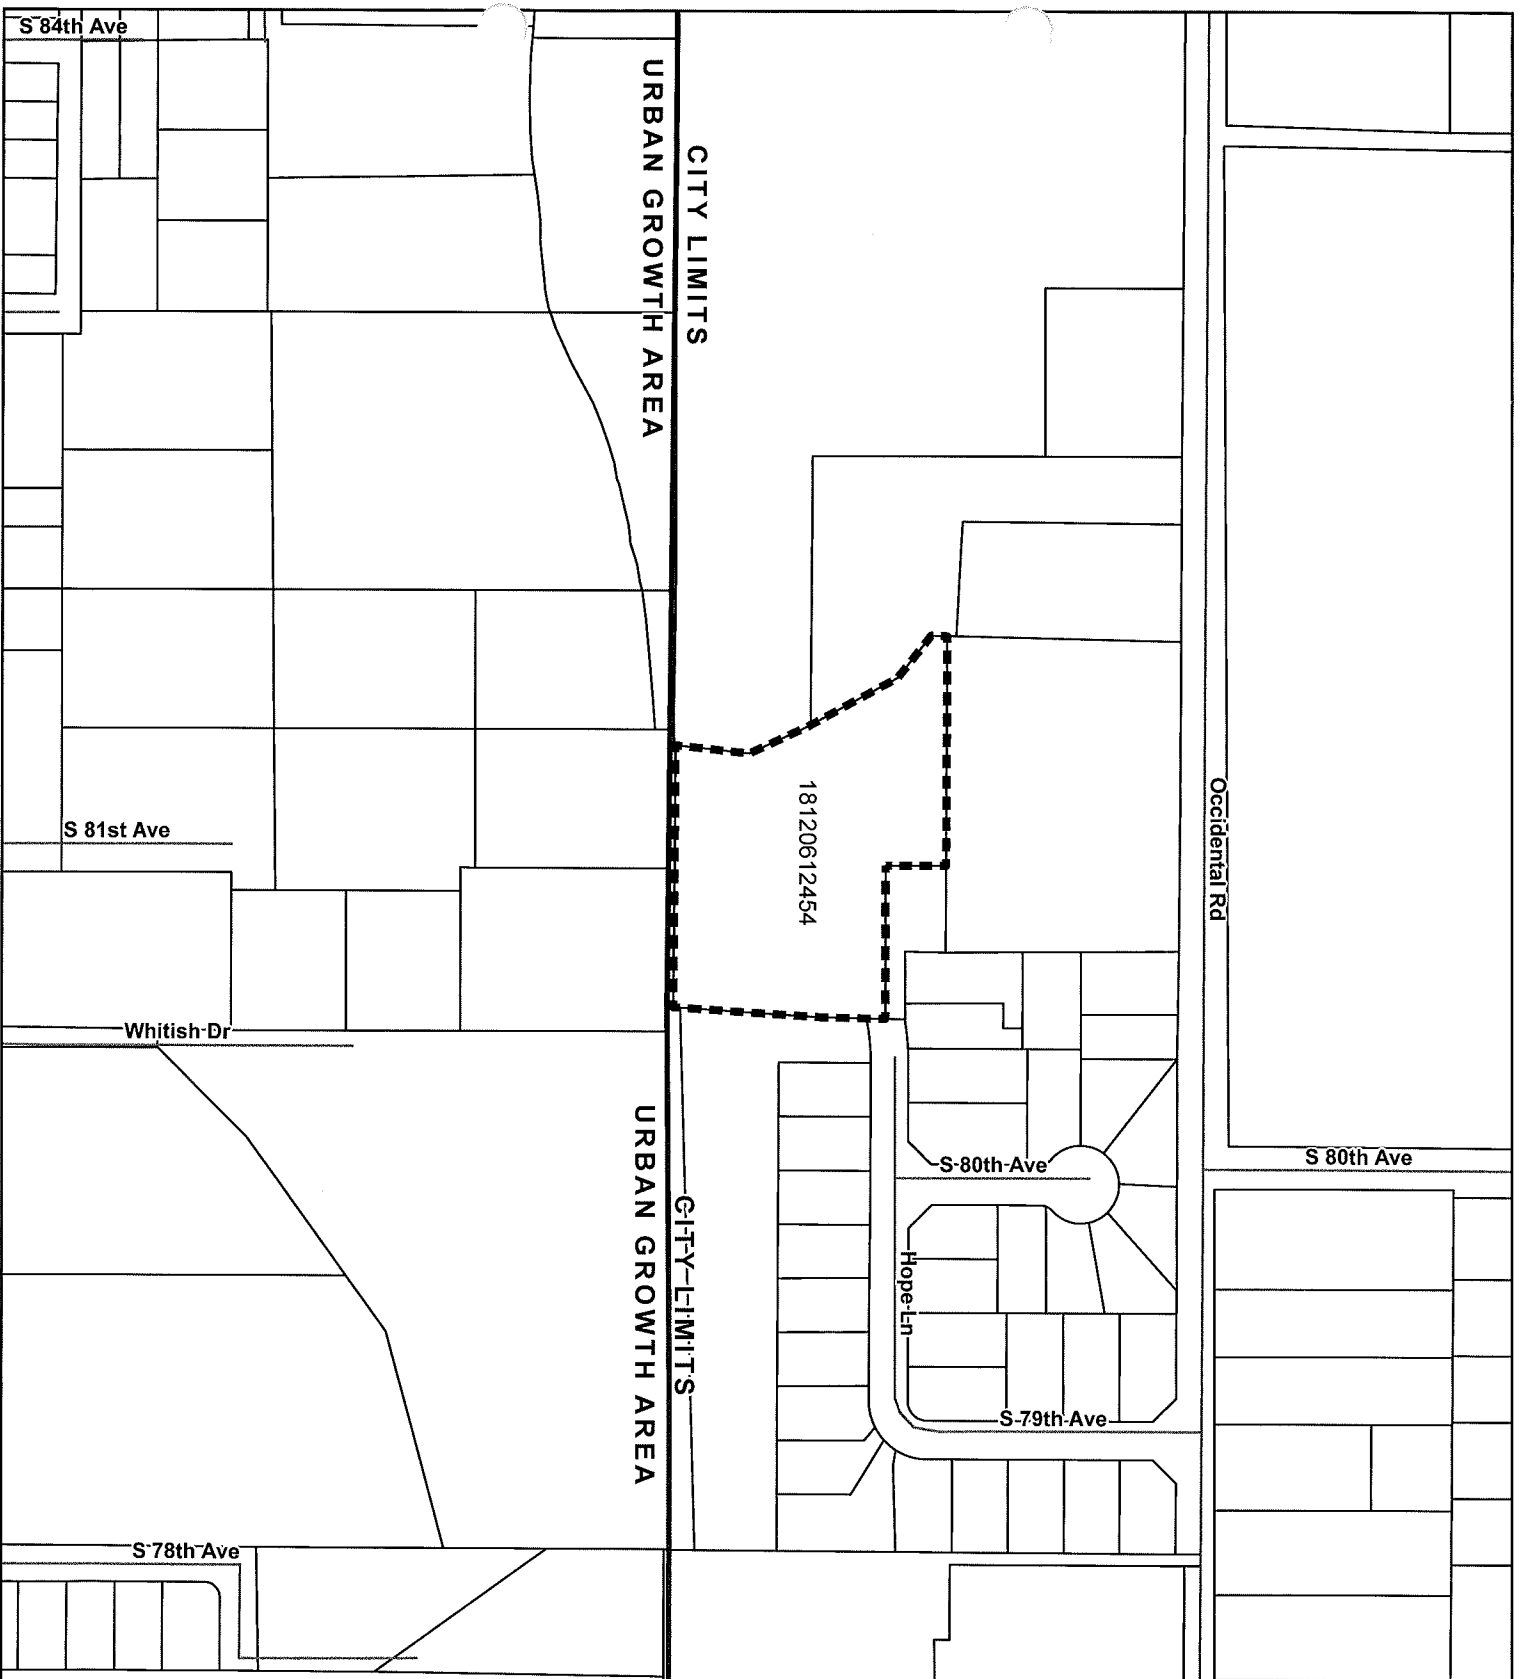 S 84th Ave
URBAN GROWTH AREA
CITY LIMITS
18120612454
Occidental Rd
S 81st Ave
Whitish Dr
URBAN GROWTH AREA
CITY LIMITS
S 80th Ave
S 80th Ave
Hope Ln
S 79th Ave
S 78th Ave